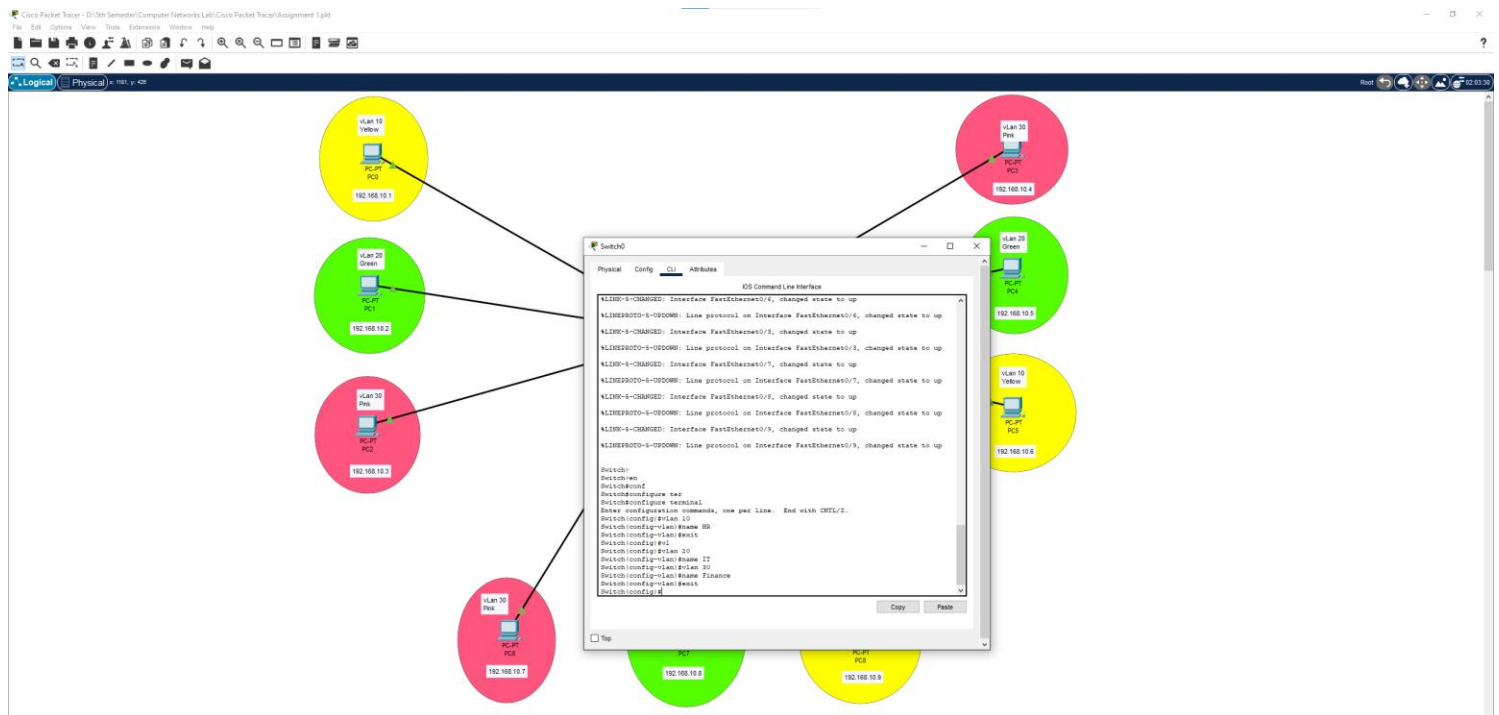 Cisco Packet Tracer - D:\5th Semester\Computer Networks Lab\Cisco Packet Tracer\Assignment 1.pkt
File Edit Options View Tools Extensions Window Help
?
Logical Physical x: 1161, y: 428
Root 02:03:30
vLan 10
Yellow
PC-PT
PC0
192.168.10.1
vLan 30
Pink
PC-PT
PC3
192.168.10.4
vLan 20
Green
PC-PT
PC1
192.168.10.2
vLan 20
Green
PC-PT
PC4
192.168.10.5
vLan 30
Pink
PC-PT
PC2
192.168.10.3
vLan 10
Yellow
PC-PT
PC5
192.168.10.6
Switch0
Physical Config CLI Attributes
IOS Command Line Interface
%LINK-5-CHANGED: Interface FastEthernet0/6, changed state to up
%LINEPROTO-5-UPDOWN: Line protocol on Interface FastEthernet0/6, changed state to up
%LINK-5-CHANGED: Interface FastEthernet0/3, changed state to up
%LINEPROTO-5-UPDOWN: Line protocol on Interface FastEthernet0/3, changed state to up
%LINK-5-CHANGED: Interface FastEthernet0/7, changed state to up
%LINEPROTO-5-UPDOWN: Line protocol on Interface FastEthernet0/7, changed state to up
%LINK-5-CHANGED: Interface FastEthernet0/8, changed state to up
%LINEPROTO-5-UPDOWN: Line protocol on Interface FastEthernet0/8, changed state to up
%LINK-5-CHANGED: Interface FastEthernet0/9, changed state to up
%LINEPROTO-5-UPDOWN: Line protocol on Interface FastEthernet0/9, changed state to up
Switch>
Switch>en
Switch#conf
Switch#configure ter
Switch#configure terminal
Enter configuration commands, one per line. End with CNTL/Z.
Switch(config)#vlan 10
Switch(config-vlan)#name HR
Switch(config-vlan)#exit
Switch(config)#vl
Switch(config)#vlan 20
Switch(config-vlan)#name IT
Switch(config-vlan)#vlan 30
Switch(config-vlan)#name Finance
Switch(config-vlan)#exit
Switch(config)#
Copy Paste
Top
vLan 30
Pink
PC-PT
PC6
192.168.10.7
PC7
192.168.10.8
PC-PT
PC8
192.168.10.9